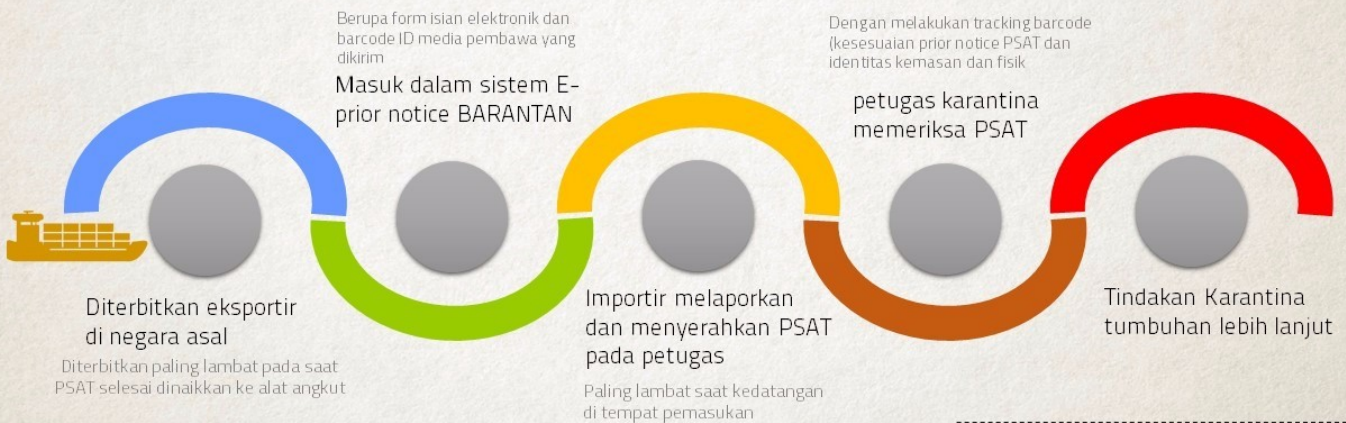 Diterbitkan eksportir
di negara asal
Diterbitkan paling lambat pada saat
PSAT selesai dinaikkan ke alat angkut
Berupa form isian elektronik dan
barcode ID media pembawa yang
dikirim
Masuk dalam sistem E-
prior notice BARANTAN
Importir melaporkan
dan menyerahkan PSAT
pada petugas
Paling lambat saat kedatangan
di tempat pemasukan
Dengan melakukan tracking barcode
(kesesuaian prior notice PSAT dan
identitas kemasan dan fisik
petugas karantina
memeriksa PSAT
Tindakan Karantina
tumbuhan lebih lanjut